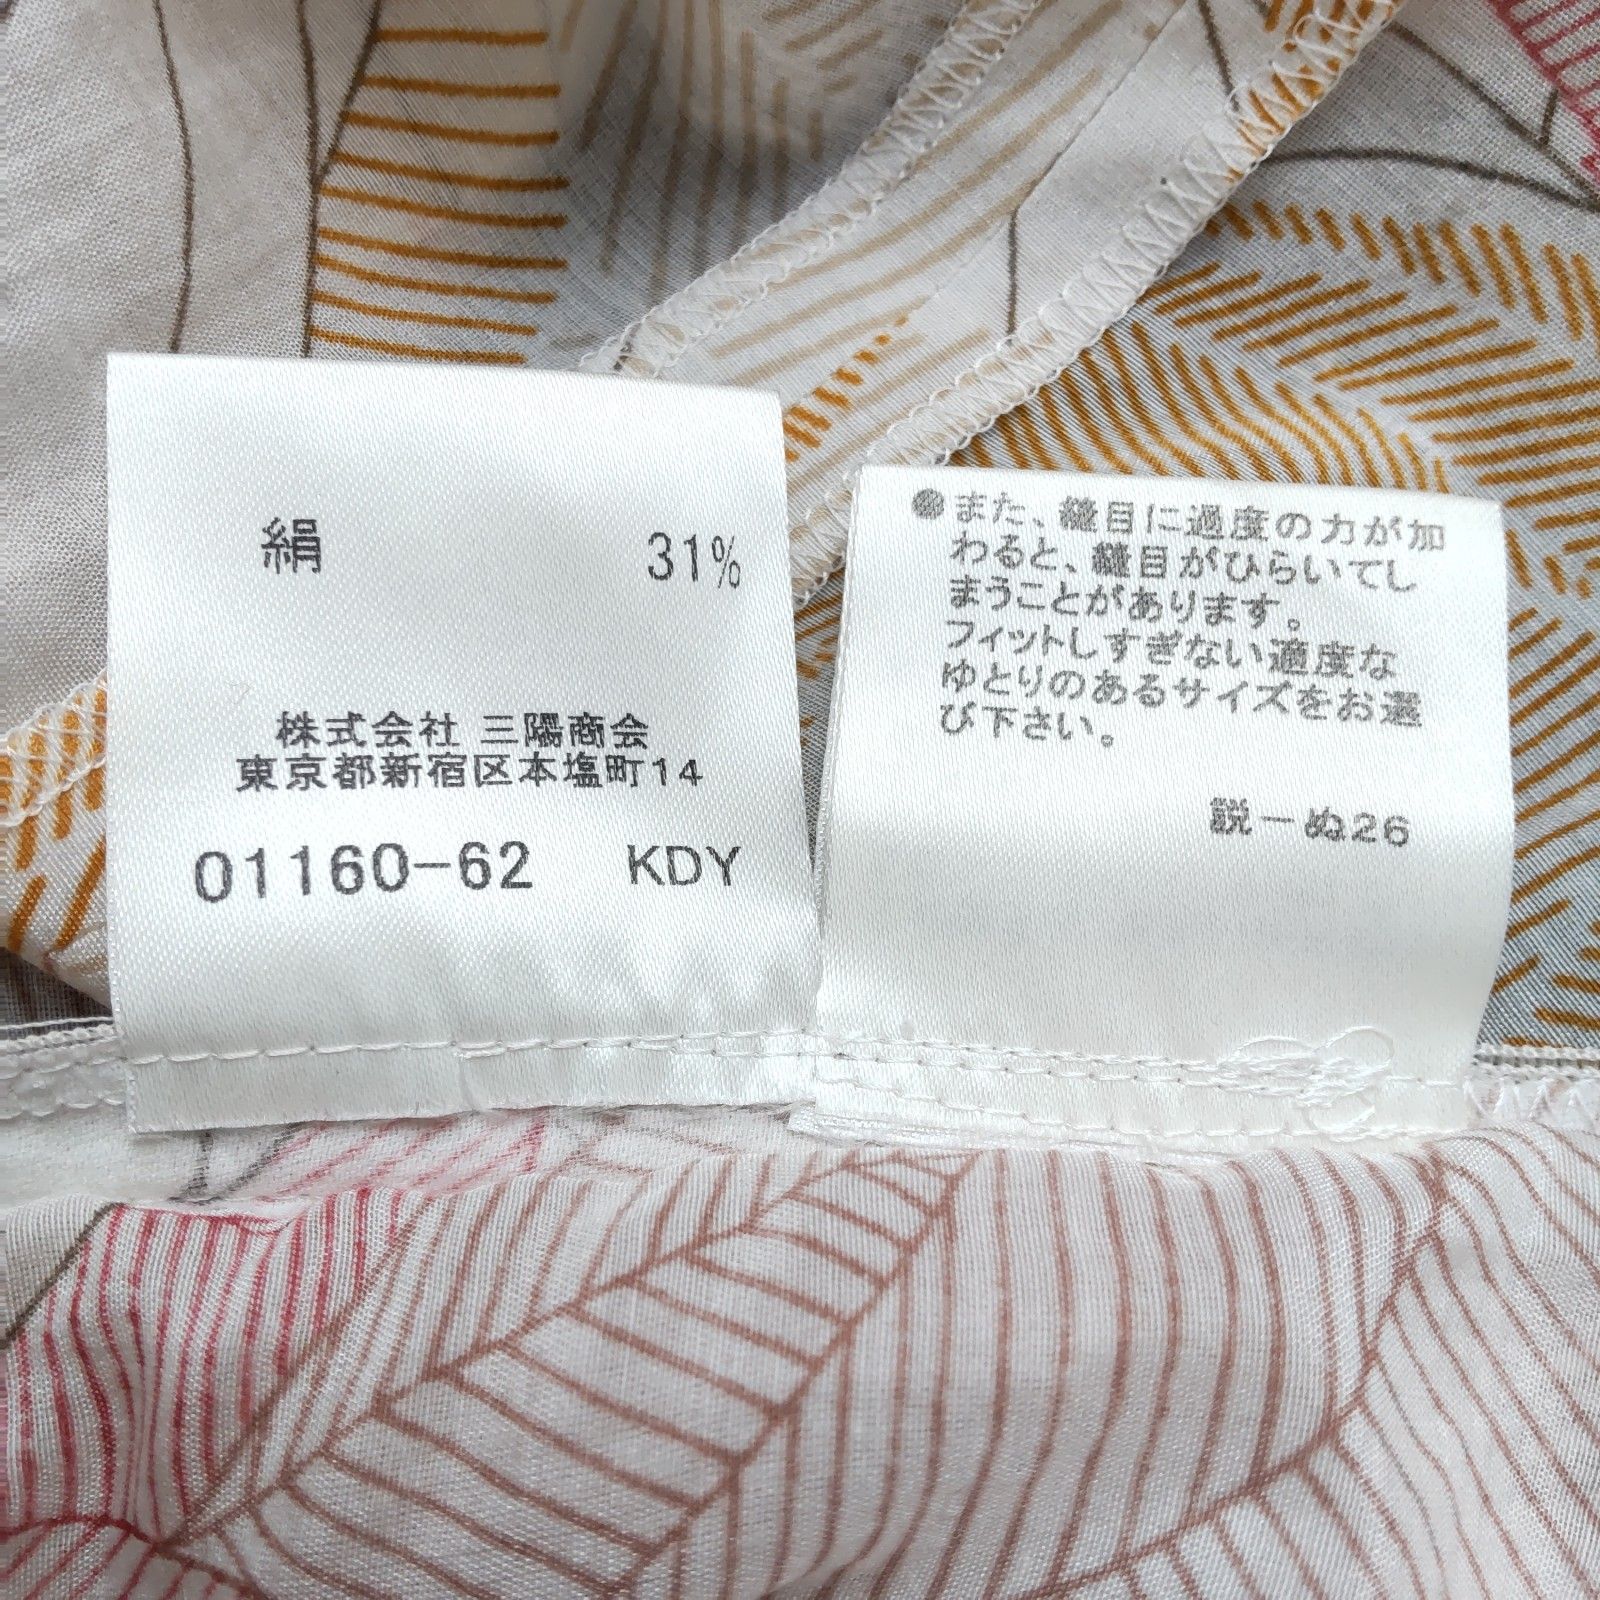 絹 31%
株式会社 三陽商会
東京都新宿区本塩町14
01160-62 KDY
●また、縫目に過度の力が加
わると、縫目がひらいてし
まうことがあります。
フィットしすぎない適度な
ゆとりのあるサイズをお選
び下さい。
説－ぬ26